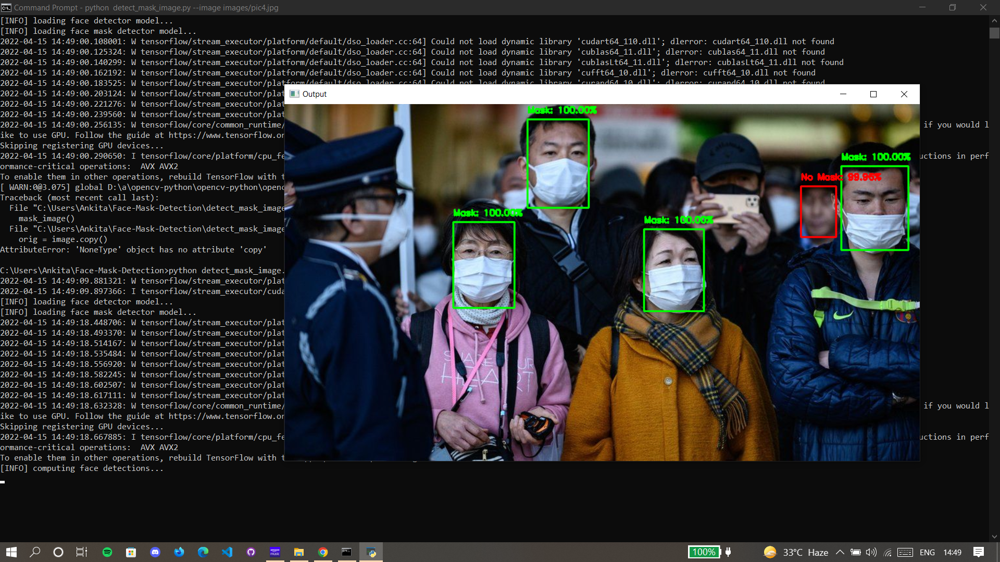 Command Prompt - python  detect_mask_image.py --image images/pic4.jpg
[INFO] loading face detector model...
[INFO] loading face mask detector model...
2022-04-15 14:49:00.108001: W tensorflow/stream_executor/platform/default/dso_loader.cc:64] Could not load dynamic library 'cudart64_110.dll'; dlerror: cudart64_110.dll not found
2022-04-15 14:49:00.125324: W tensorflow/stream_executor/platform/default/dso_loader.cc:64] Could not load dynamic library 'cublas64_11.dll'; dlerror: cublas64_11.dll not found
2022-04-15 14:49:00.140299: W tensorflow/stream_executor/platform/default/dso_loader.cc:64] Could not load dynamic library 'cublasLt64_11.dll'; dlerror: cublasLt64_11.dll not found
2022-04-15 14:49:00.162192: W tensorflow/stream_executor/platform/default/dso_loader.cc:64] Could not load dynamic library 'cufft64_10.dll'; dlerror: cufft64_10.dll not found
2022-04-15 14:49:00.183525: W tensorflow/stream_executor/platform/default/dso_loader.cc:64] Could not load dynamic library 'curand64_10.dll'; dlerror: curand64_10.dll not found
2022-04-15 14:49:00.203124: W tensorflow/stream_executor/plat
2022-04-15 14:49:00.221276: W tensorflow/stream_executor/plat
2022-04-15 14:49:00.239560: W tensorflow/stream_executor/plat
2022-04-15 14:49:00.256135: W tensorflow/core/common_runtime/ if you would l
ike to use GPU. Follow the guide at https://www.tensorflow.or
Skipping registering GPU devices...
2022-04-15 14:49:00.290650: I tensorflow/core/platform/cpu_fe uctions in perf
ormance-critical operations:  AVX AVX2
To enable them in other operations, rebuild TensorFlow with t
[ WARN:0@3.075] global D:\a\opencv-python\opencv-python\openc
Traceback (most recent call last):
  File "C:\Users\Ankita\Face-Mask-Detection\detect_mask_image
    mask_image()
  File "C:\Users\Ankita\Face-Mask-Detection\detect_mask_image
    orig = image.copy()
AttributeError: 'NoneType' object has no attribute 'copy'
C:\Users\Ankita\Face-Mask-Detection>python detect_mask_image.
2022-04-15 14:49:09.881321: W tensorflow/stream_executor/plat
2022-04-15 14:49:09.897366: I tensorflow/stream_executor/cuda
[INFO] loading face detector model...
[INFO] loading face mask detector model...
2022-04-15 14:49:18.448706: W tensorflow/stream_executor/plat
2022-04-15 14:49:18.493370: W tensorflow/stream_executor/plat
2022-04-15 14:49:18.514167: W tensorflow/stream_executor/plat
2022-04-15 14:49:18.535484: W tensorflow/stream_executor/plat
2022-04-15 14:49:18.556920: W tensorflow/stream_executor/plat
2022-04-15 14:49:18.582245: W tensorflow/stream_executor/plat
2022-04-15 14:49:18.602507: W tensorflow/stream_executor/plat
2022-04-15 14:49:18.617111: W tensorflow/stream_executor/plat
2022-04-15 14:49:18.632328: W tensorflow/core/common_runtime/ if you would l
ike to use GPU. Follow the guide at https://www.tensorflow.or
Skipping registering GPU devices...
2022-04-15 14:49:18.667885: I tensorflow/core/platform/cpu_fe uctions in perf
ormance-critical operations:  AVX AVX2
To enable them in other operations, rebuild TensorFlow with t
[INFO] computing face detections...
Output
Mask: 100.00%
Mask: 100.00%
No Mask: 99.96%
Mask: 100.00%
Mask: 100.00%
SHARE YOUR
HEART
amazon music
100%
33°C Haze
ENG
14:49